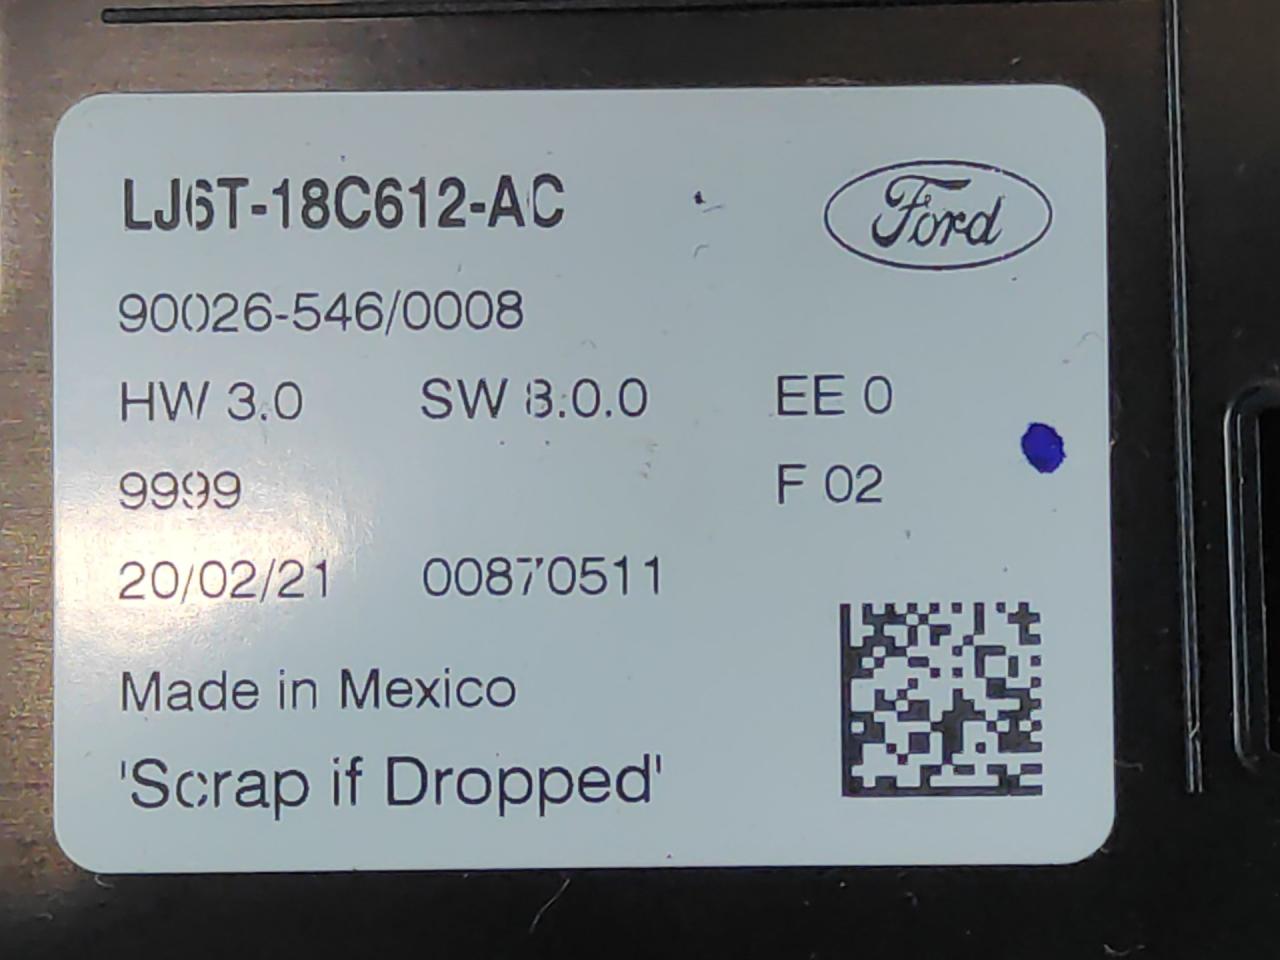 LJ6T-18C612-AC
Ford
90026-546/0008
HW 3.0 SW 8.0.0 EE 0
9999 F 02
20/02/21 00870511
Made in Mexico
'Scrap if Dropped'